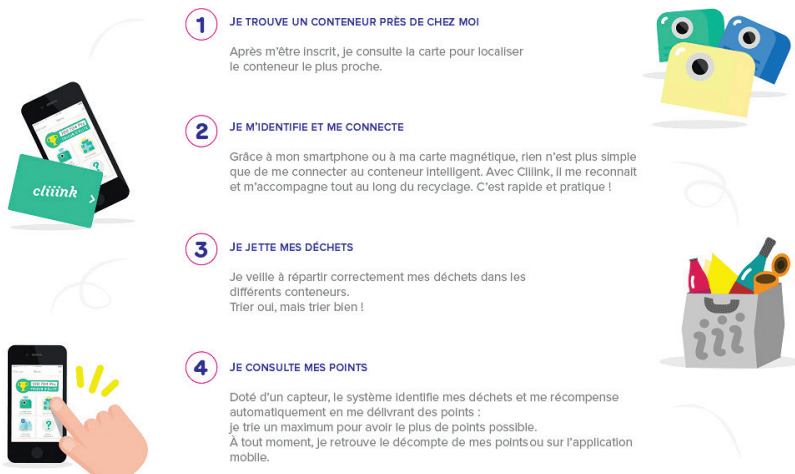 1 JE TROUVE UN CONTENEUR PRÈS DE CHEZ MOI
Après m'être inscrit, je consulte la carte pour localiser
le conteneur le plus proche.
2 JE M'IDENTIFIE ET ME CONNECTE
Grâce à mon smartphone ou à ma carte magnétique, rien n'est plus simple
que de me connecter au conteneur intelligent. Avec Cliiink, il me reconnait
et m'accompagne tout au long du recyclage. C'est rapide et pratique !
cliiink
3 JE JETTE MES DÉCHETS
Je veille à répartir correctement mes déchets dans les
différents conteneurs.
Trier oui, mais trier bien !
4 JE CONSULTE MES POINTS
Doté d'un capteur, le système identifie mes déchets et me récompense
automatiquement en me délivrant des points :
je trie un maximum pour avoir le plus de points possible.
À tout moment, je retrouve le décompte de mes pointsou sur l'application
mobile.